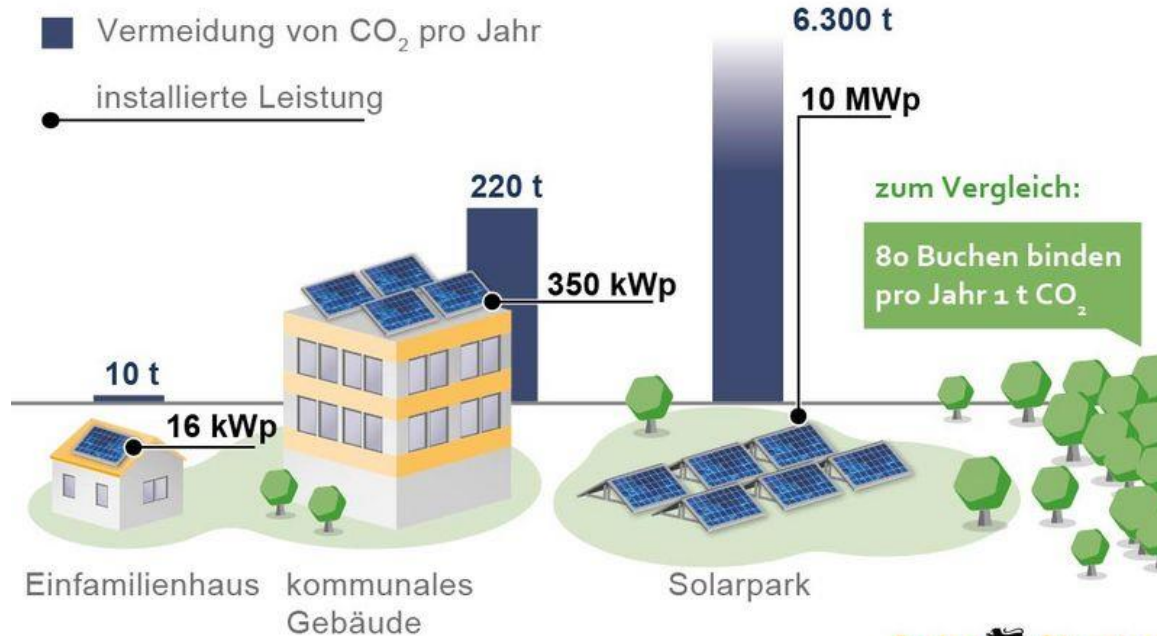 Vermeidung von CO₂ pro Jahr
installierte Leistung
6.300 t
10 MWp
220 t
350 kWp
zum Vergleich:
80 Buchen binden
pro Jahr 1 t CO₂
10 t
16 kWp
Einfamilienhaus
kommunales
Gebäude
Solarpark